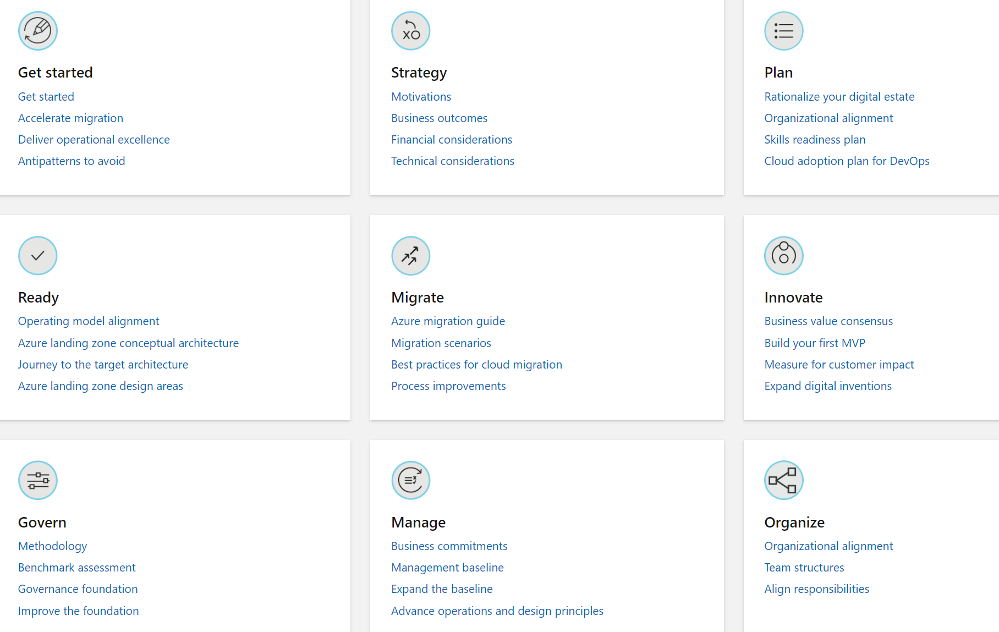 Get started
Get started
Accelerate migration
Deliver operational excellence
Antipatterns to avoid
Strategy
Motivations
Business outcomes
Financial considerations
Technical considerations
Plan
Rationalize your digital estate
Organizational alignment
Skills readiness plan
Cloud adoption plan for DevOps
Ready
Operating model alignment
Azure landing zone conceptual architecture
Journey to the target architecture
Azure landing zone design areas
Migrate
Azure migration guide
Migration scenarios
Best practices for cloud migration
Process improvements
Innovate
Business value consensus
Build your first MVP
Measure for customer impact
Expand digital inventions
Govern
Methodology
Benchmark assessment
Governance foundation
Improve the foundation
Manage
Business commitments
Management baseline
Expand the baseline
Advance operations and design principles
Organize
Organizational alignment
Team structures
Align responsibilities